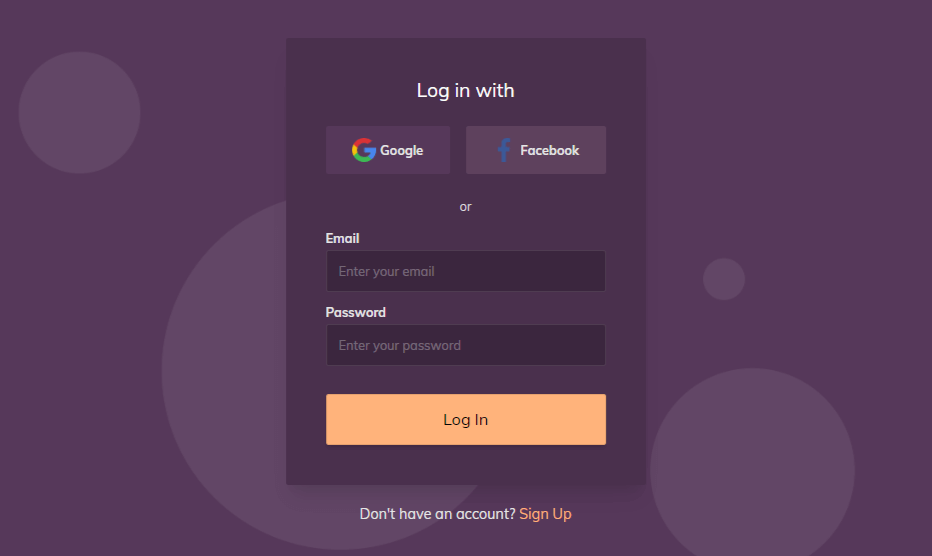 Log in with
Google
Facebook
or
Email
Enter your email
Password
Enter your password
Log In
Don't have an account? Sign Up